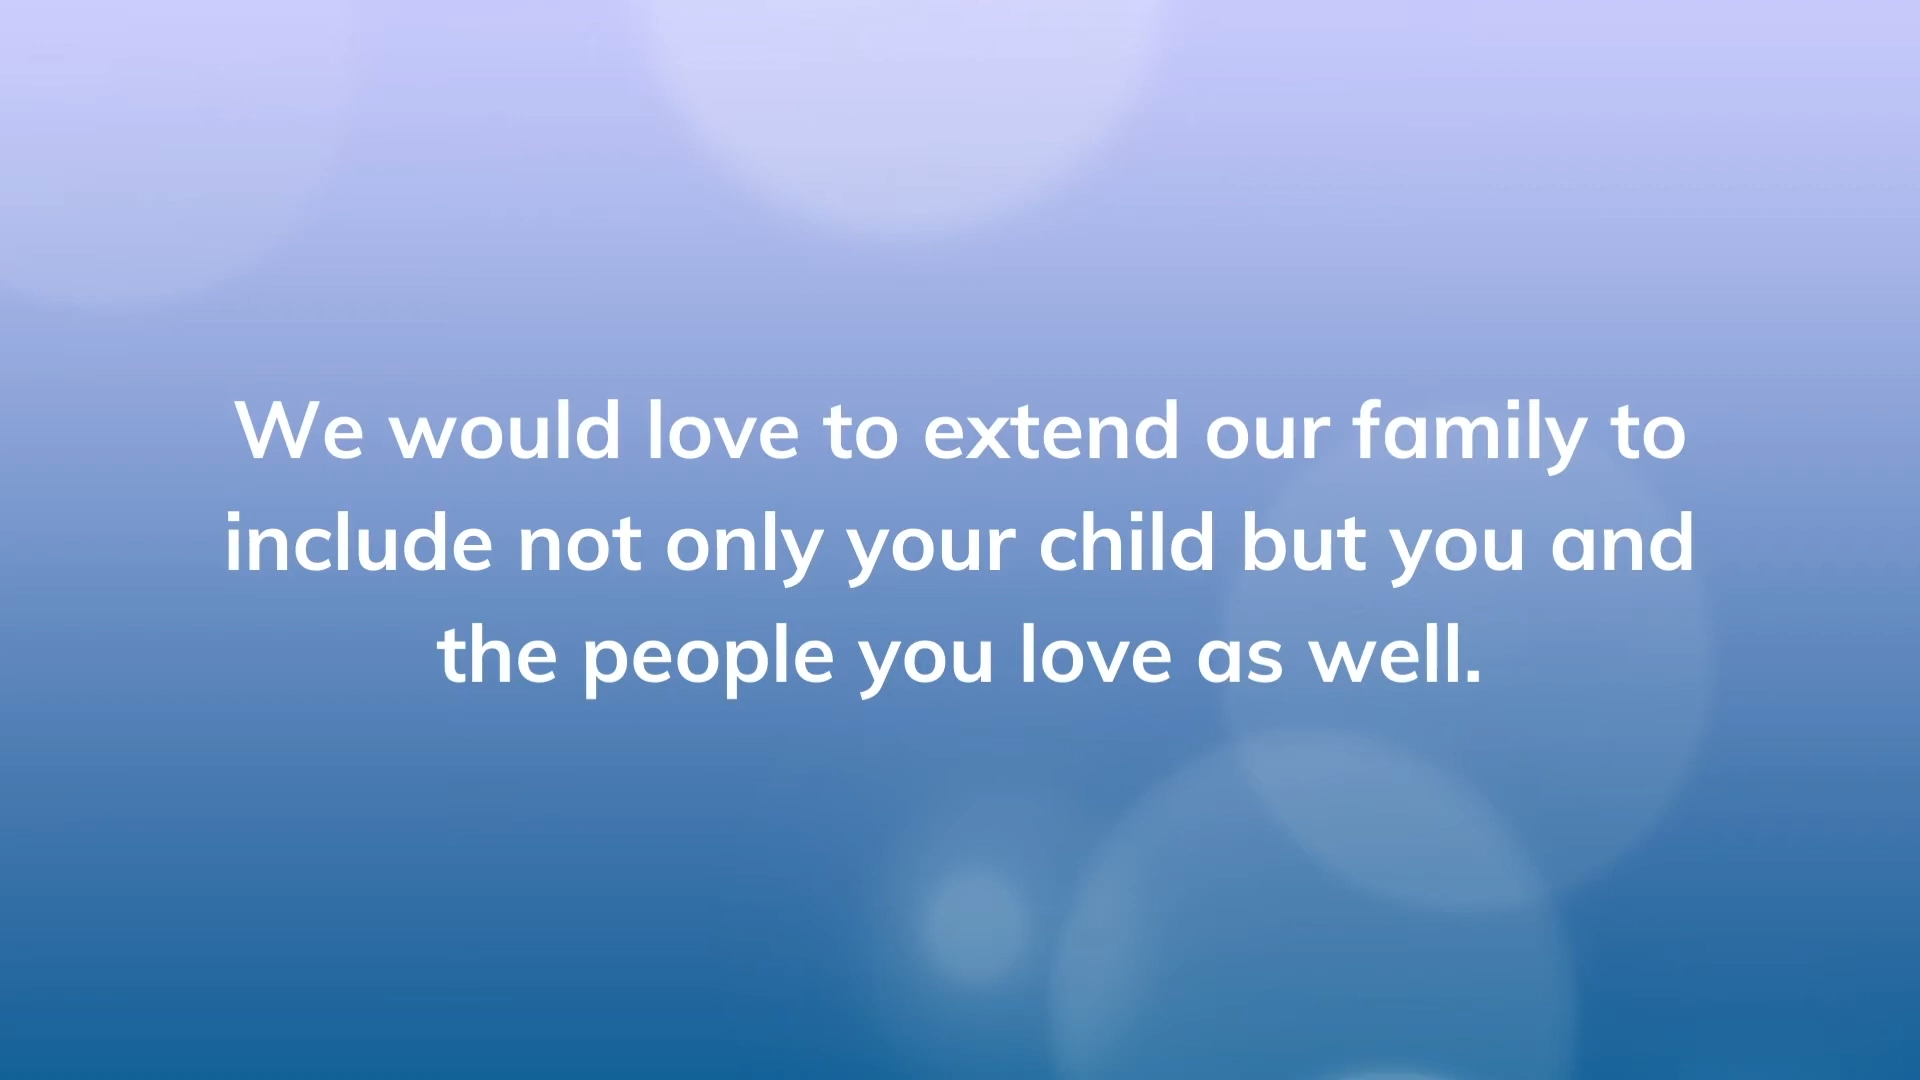 We would love to extend our family to
include not only your child but you and
the people you love as well.